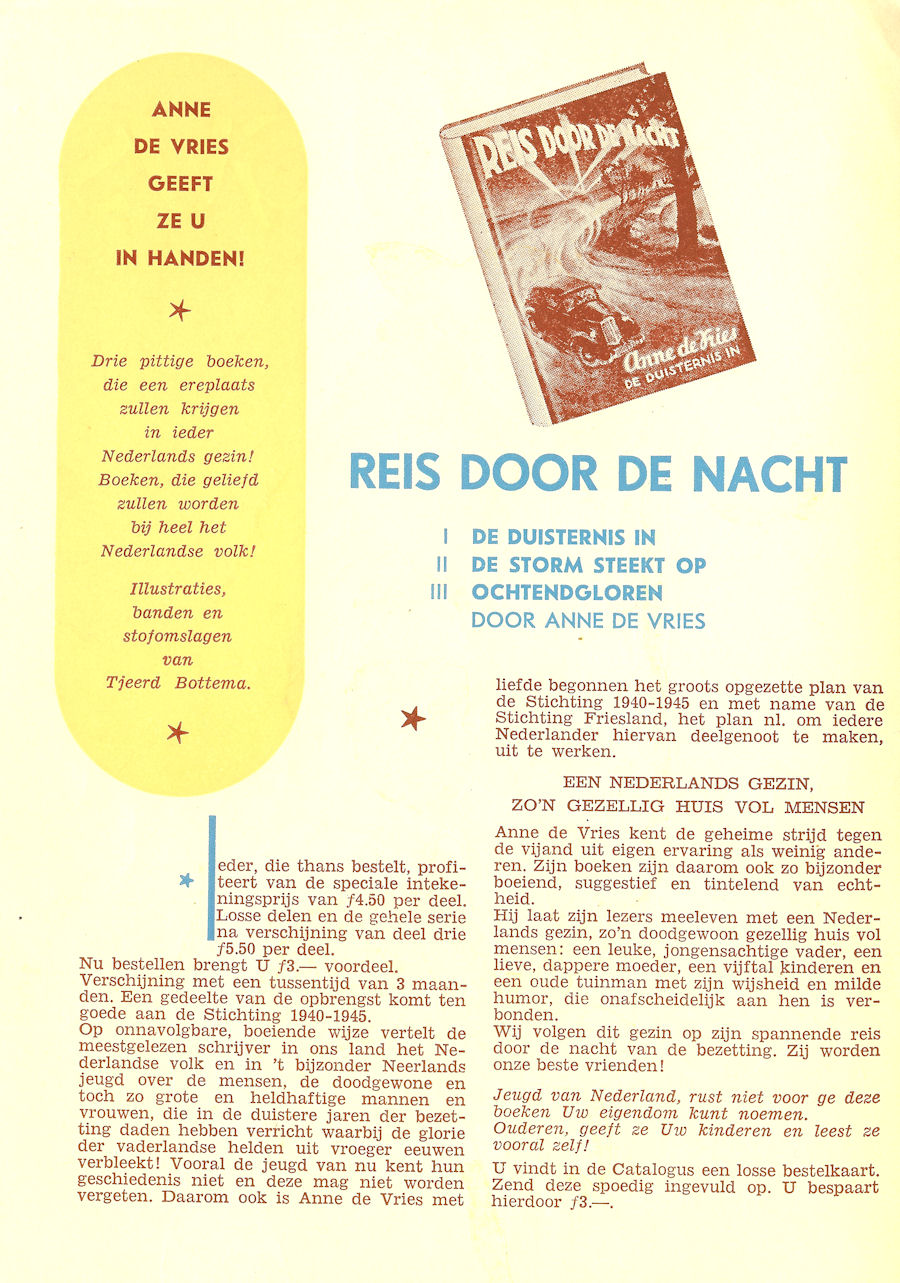 ANNE
DE VRIES
GEEFT
ZE U
IN HANDEN!
Drie pittige boeken,
die een ereplaats
zullen krijgen
in ieder
Nederlands gezin!
Boeken, die geliefd
zullen worden
bij heel het
Nederlandse volk!
Illustraties,
banden en
stofomslagen
van
Tjeerd Bottema.
REIS DOOR DE NACHT
Anne de Vries
DE DUISTERNIS IN
REIS DOOR DE NACHT
I DE DUISTERNIS IN
II DE STORM STEEKT OP
III OCHTENDGLOREN
DOOR ANNE DE VRIES
Ieder, die thans bestelt, profi-
teert van de speciale inteke-
ningsprijs van ƒ4.50 per deel.
Losse delen en de gehele serie
na verschijning van deel drie
ƒ5.50 per deel.
Nu bestellen brengt U ƒ3.— voordeel.
Verschijning met een tussentijd van 3 maan-
den. Een gedeelte van de opbrengst komt ten
goede aan de Stichting 1940-1945.
Op onnavolgbare, boeiende wijze vertelt de
meestgelezen schrijver in ons land het Ne-
derlandse volk en in 't bijzonder Neerlands
jeugd over de mensen, de doodgewone en
toch zo grote en heldhaftige mannen en
vrouwen, die in de duistere jaren der bezet-
ting daden hebben verricht waarbij de glorie
der vaderlandse helden uit vroeger eeuwen
verbleekt! Vooral de jeugd van nu kent hun
geschiedenis niet en deze mag niet worden
vergeten. Daarom ook is Anne de Vries met
liefde begonnen het groots opgezette plan van
de Stichting 1940-1945 en met name van de
Stichting Friesland, het plan nl. om iedere
Nederlander hiervan deelgenoot te maken,
uit te werken.
EEN NEDERLANDS GEZIN,
ZO'N GEZELLIG HUIS VOL MENSEN
Anne de Vries kent de geheime strijd tegen
de vijand uit eigen ervaring als weinig ande-
ren. Zijn boeken zijn daarom ook zo bijzonder
boeiend, suggestief en tintelend van echt-
heid.
Hij laat zijn lezers meeleven met een Neder-
lands gezin, zo'n doodgewoon gezellig huis vol
mensen: een leuke, jongensachtige vader, een
lieve, dappere moeder, een vijftal kinderen en
een oude tuinman met zijn wijsheid en milde
humor, die onafscheidelijk aan hen is ver-
bonden.
Wij volgen dit gezin op zijn spannende reis
door de nacht van de bezetting. Zij worden
onze beste vrienden!
Jeugd van Nederland, rust niet voor ge deze
boeken Uw eigendom kunt noemen.
Ouderen, geeft ze Uw kinderen en leest ze
vooral zelf!
U vindt in de Catalogus een losse bestelkaart.
Zend deze spoedig ingevuld op. U bespaart
hierdoor ƒ3.—.